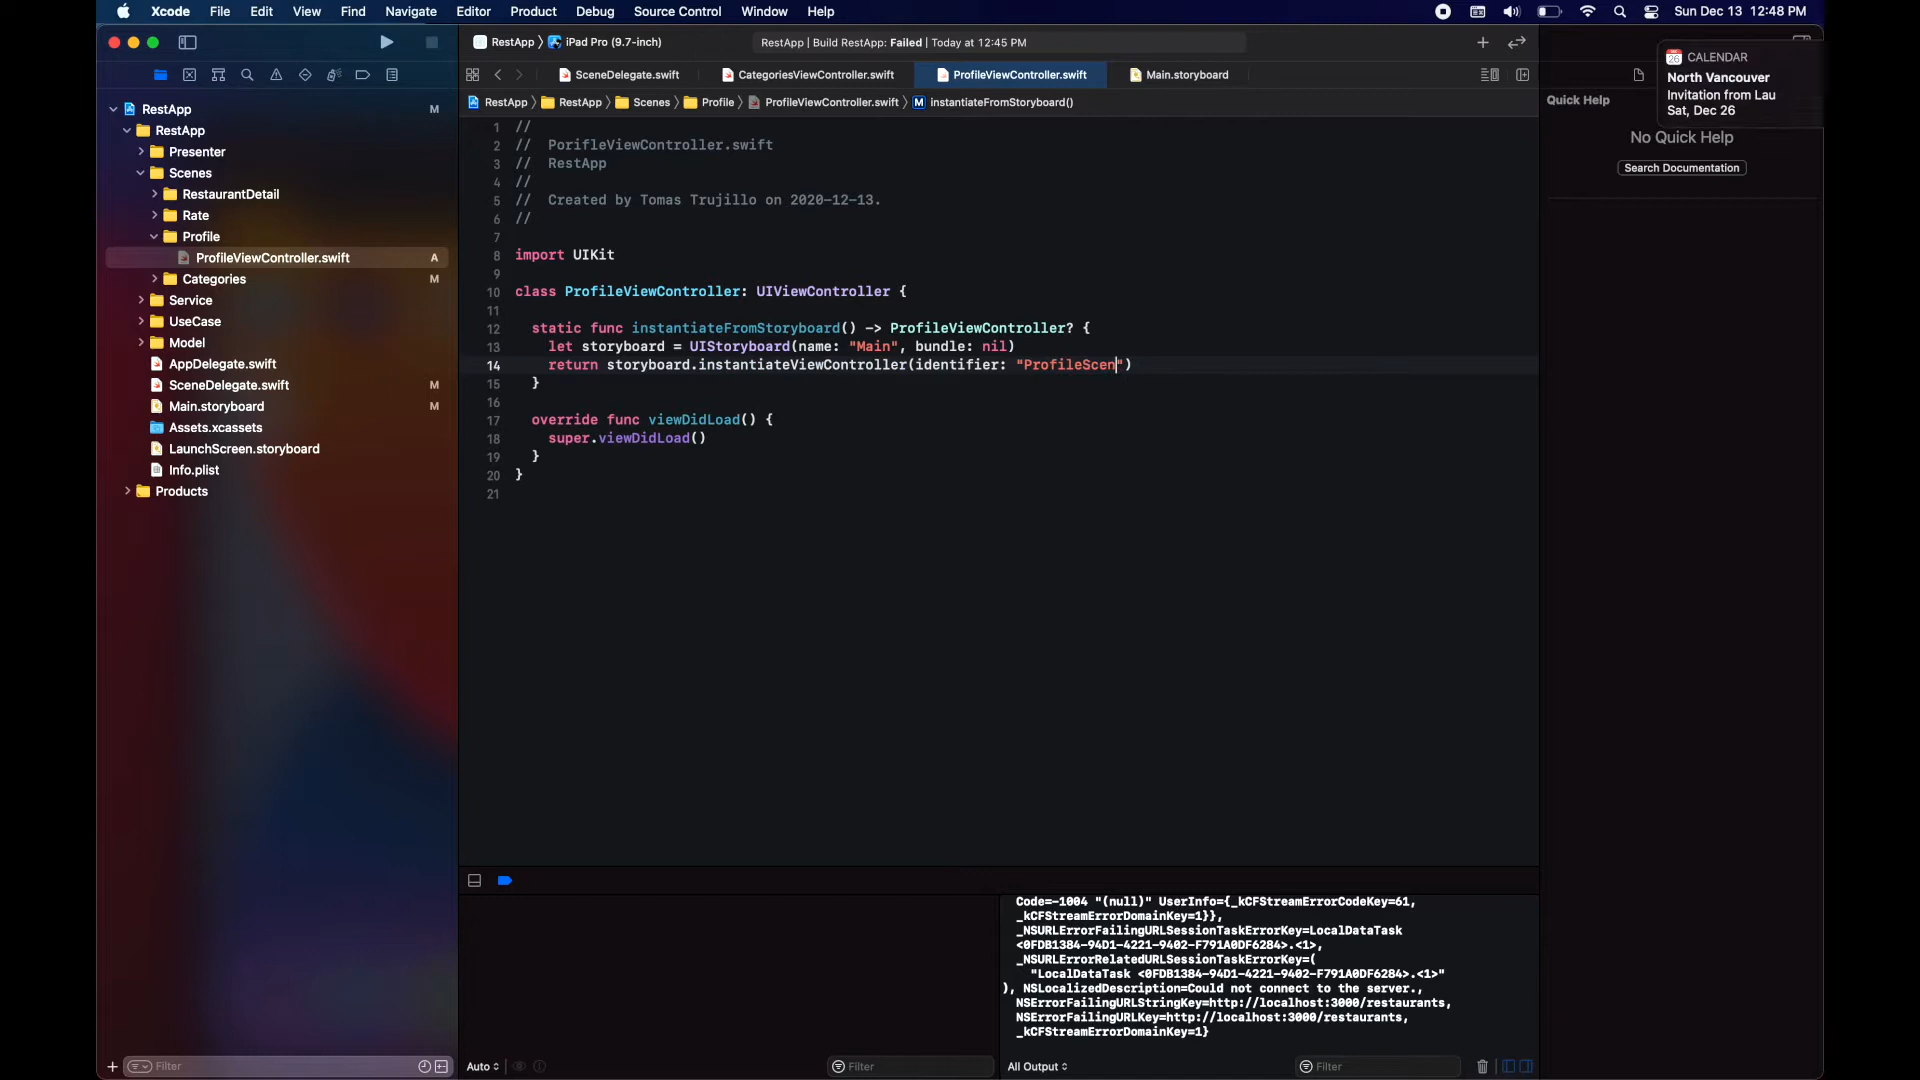 Xcode File Edit View Find Navigate Editor Product Debug Source Control Window Help Sun Dec 13 12:48 PM
RestApp iPad Pro (9.7-inch) RestApp | Build RestApp: Failed | Today at 12:45 PM
SceneDelegate.swift CategoriesViewController.swift ProfileViewController.swift Main.storyboard
RestApp RestApp Scenes Profile ProfileViewController.swift M instantiateFromStoryboard()
CALENDAR
North Vancouver
Invitation from Lau
Sat, Dec 26
Quick Help
No Quick Help
Search Documentation
RestApp M
RestApp
Presenter
Scenes
RestaurantDetail
Rate
Profile
ProfileViewController.swift A
Categories M
Service
UseCase
Model
AppDelegate.swift
SceneDelegate.swift M
Main.storyboard M
Assets.xcassets
LaunchScreen.storyboard
Info.plist
Products
1 //
2 // PorifleViewController.swift
3 // RestApp
4 //
5 // Created by Tomas Trujillo on 2020-12-13.
6 //
7
8 import UIKit
9
10 class ProfileViewController: UIViewController {
11
12 static func instantiateFromStoryboard() -> ProfileViewController? {
13 let storyboard = UIStoryboard(name: "Main", bundle: nil)
14 return storyboard.instantiateViewController(identifier: "ProfileScen")
15 }
16
17 override func viewDidLoad() {
18 super.viewDidLoad()
19 }
20 }
21
Code=-1004 "(null)" UserInfo={_kCFStreamErrorCodeKey=61,
_kCFStreamErrorDomainKey=1}},
_NSURLErrorFailingURLSessionTaskErrorKey=LocalDataTask
<0FDB1384-94D1-4221-9402-F791A0DF6284>.<1>,
_NSURLErrorRelatedURLSessionTaskErrorKey=(
"LocalDataTask <0FDB1384-94D1-4221-9402-F791A0DF6284>.<1>"
), NSLocalizedDescription=Could not connect to the server.,
NSErrorFailingURLStringKey=http://localhost:3000/restaurants,
NSErrorFailingURLKey=http://localhost:3000/restaurants,
_kCFStreamErrorDomainKey=1}
Filter Auto Filter All Output Filter